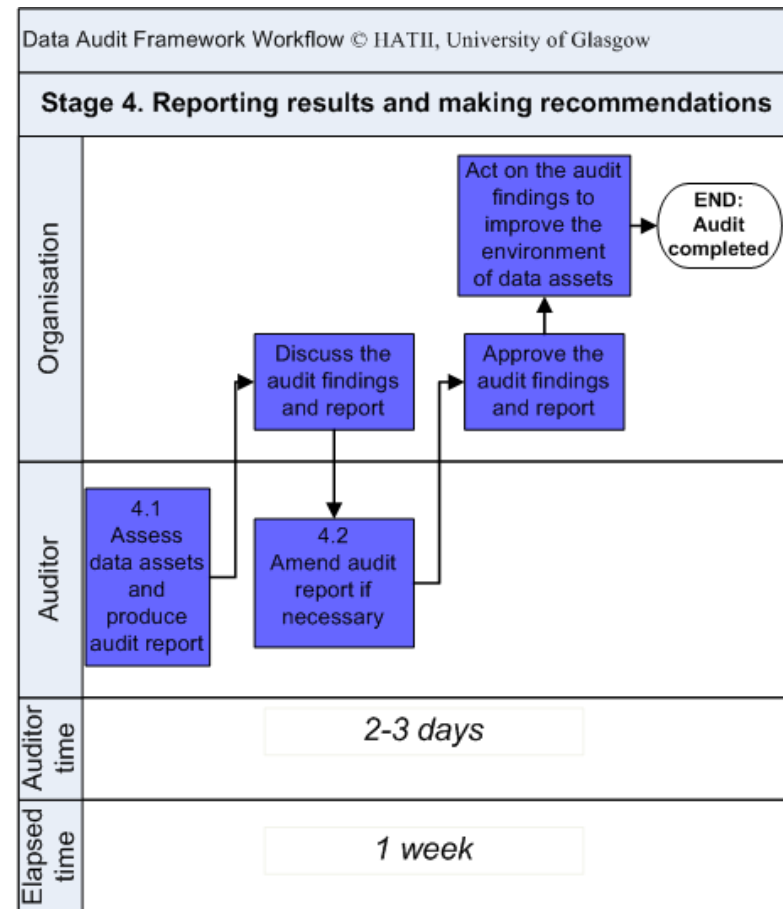 Data Audit Framework Workflow © HATII, University of Glasgow
Stage 4. Reporting results and making recommendations
Organisation
Act on the audit
findings to
improve the
environment
of data assets
END:
Audit
completed
Discuss the
audit findings
and report
Approve the
audit findings
and report
Auditor
4.1
Assess
data assets
and
produce
audit report
4.2
Amend audit
report if
necessary
Auditor
time
2-3 days
Elapsed
time
1 week